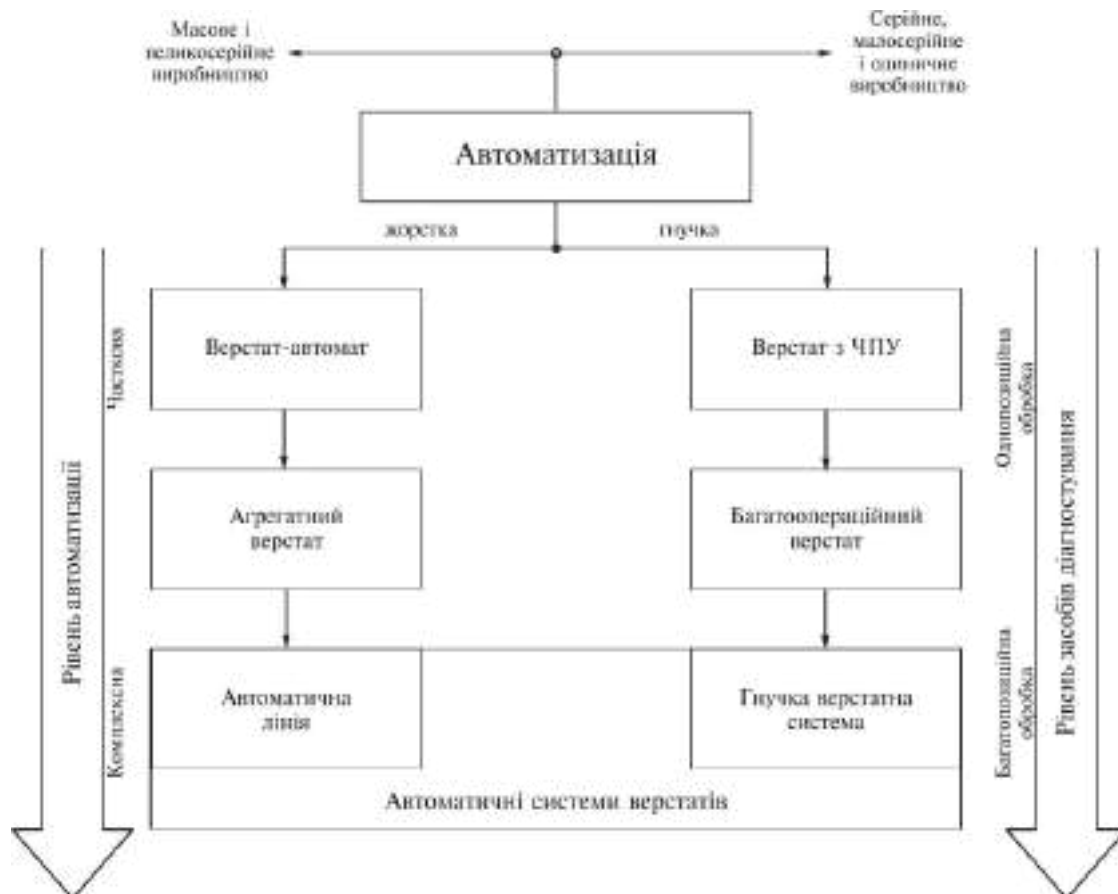 Масове і
великосерійне
виробництво
Серійне,
малосерійне
і одиничне
виробництво
Автоматизація
жорстка
гнучка
Верстат-автомат
Верстат з ЧПУ
Часткова
Однопозиційна
обробка
Агрегатний
верстат
Багатоопераційний
верстат
Рівень автоматизації
Рівень засобів діагностування
Комплексна
Автоматична
лінія
Гнучка верстатна
система
Багатопозиційна
обробка
Автоматичні системи верстатів